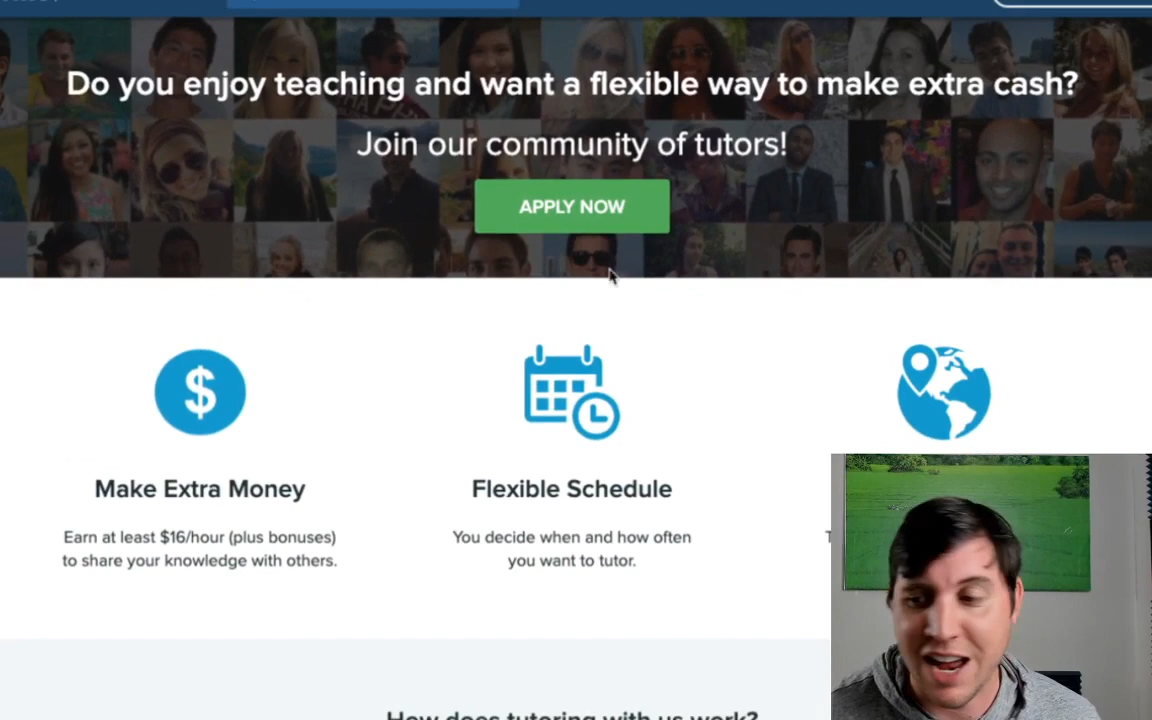 Do you enjoy teaching and want a flexible way to make extra cash?
Join our community of tutors!
APPLY NOW
$
Make Extra Money
Flexible Schedule
Earn at least $16/hour (plus bonuses)
to share your knowledge with others.
You decide when and how often
you want to tutor.
How does tutoring with us work?